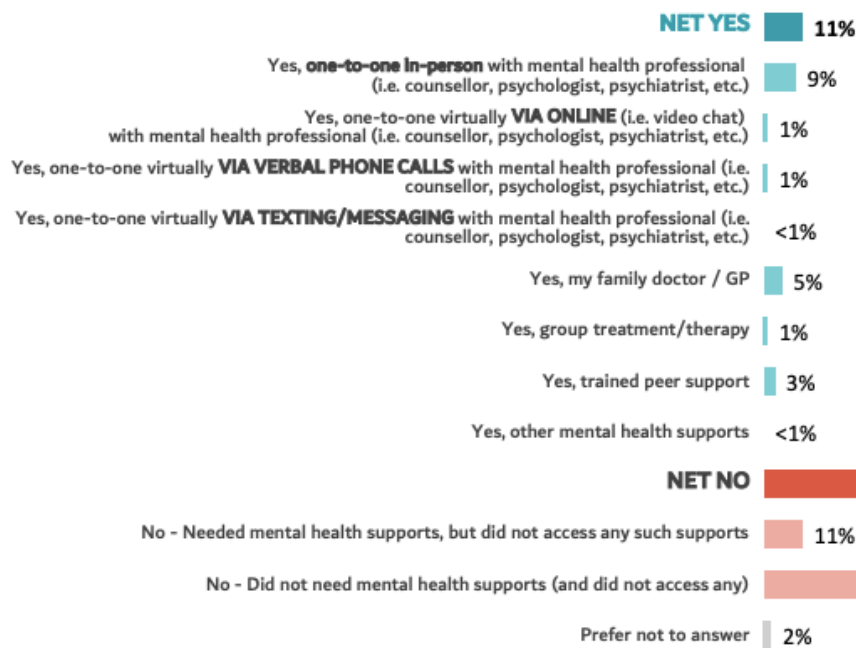 NET YES 11%
Yes, one-to-one in-person with mental health professional
(i.e. counsellor, psychologist, psychiatrist, etc.) 9%
Yes, one-to-one virtually VIA ONLINE (i.e. video chat)
with mental health professional (i.e. counsellor, psychologist, psychiatrist, etc.) 1%
Yes, one-to-one virtually VIA VERBAL PHONE CALLS with mental health professional (i.e.
counsellor, psychologist, psychiatrist, etc.) 1%
Yes, one-to-one virtually VIA TEXTING/MESSAGING with mental health professional (i.e.
counsellor, psychologist, psychiatrist, etc.) <1%
Yes, my family doctor / GP 5%
Yes, group treatment/therapy 1%
Yes, trained peer support 3%
Yes, other mental health supports <1%
NET NO
No - Needed mental health supports, but did not access any such supports 11%
No - Did not need mental health supports (and did not access any)
Prefer not to answer 2%